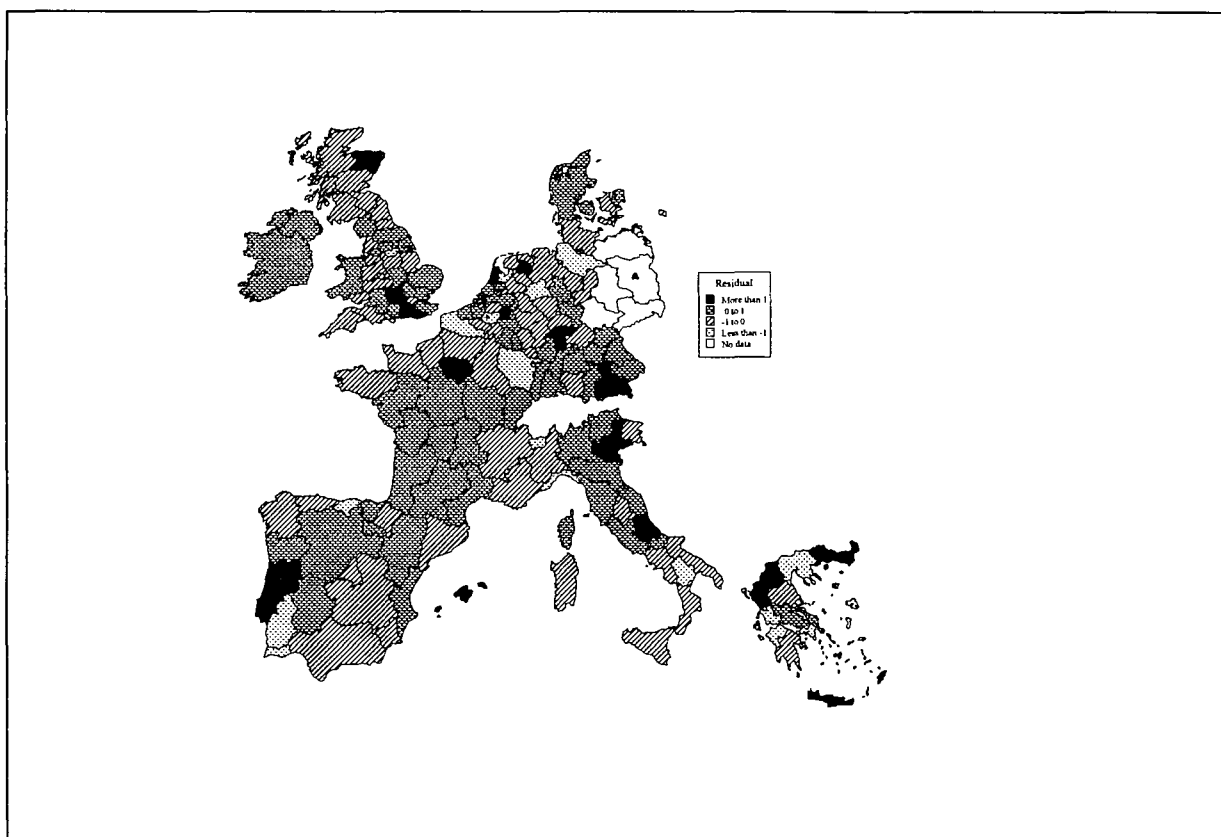 Residual
More than 1
0 to 1
-1 to 0
Less than -1
No data